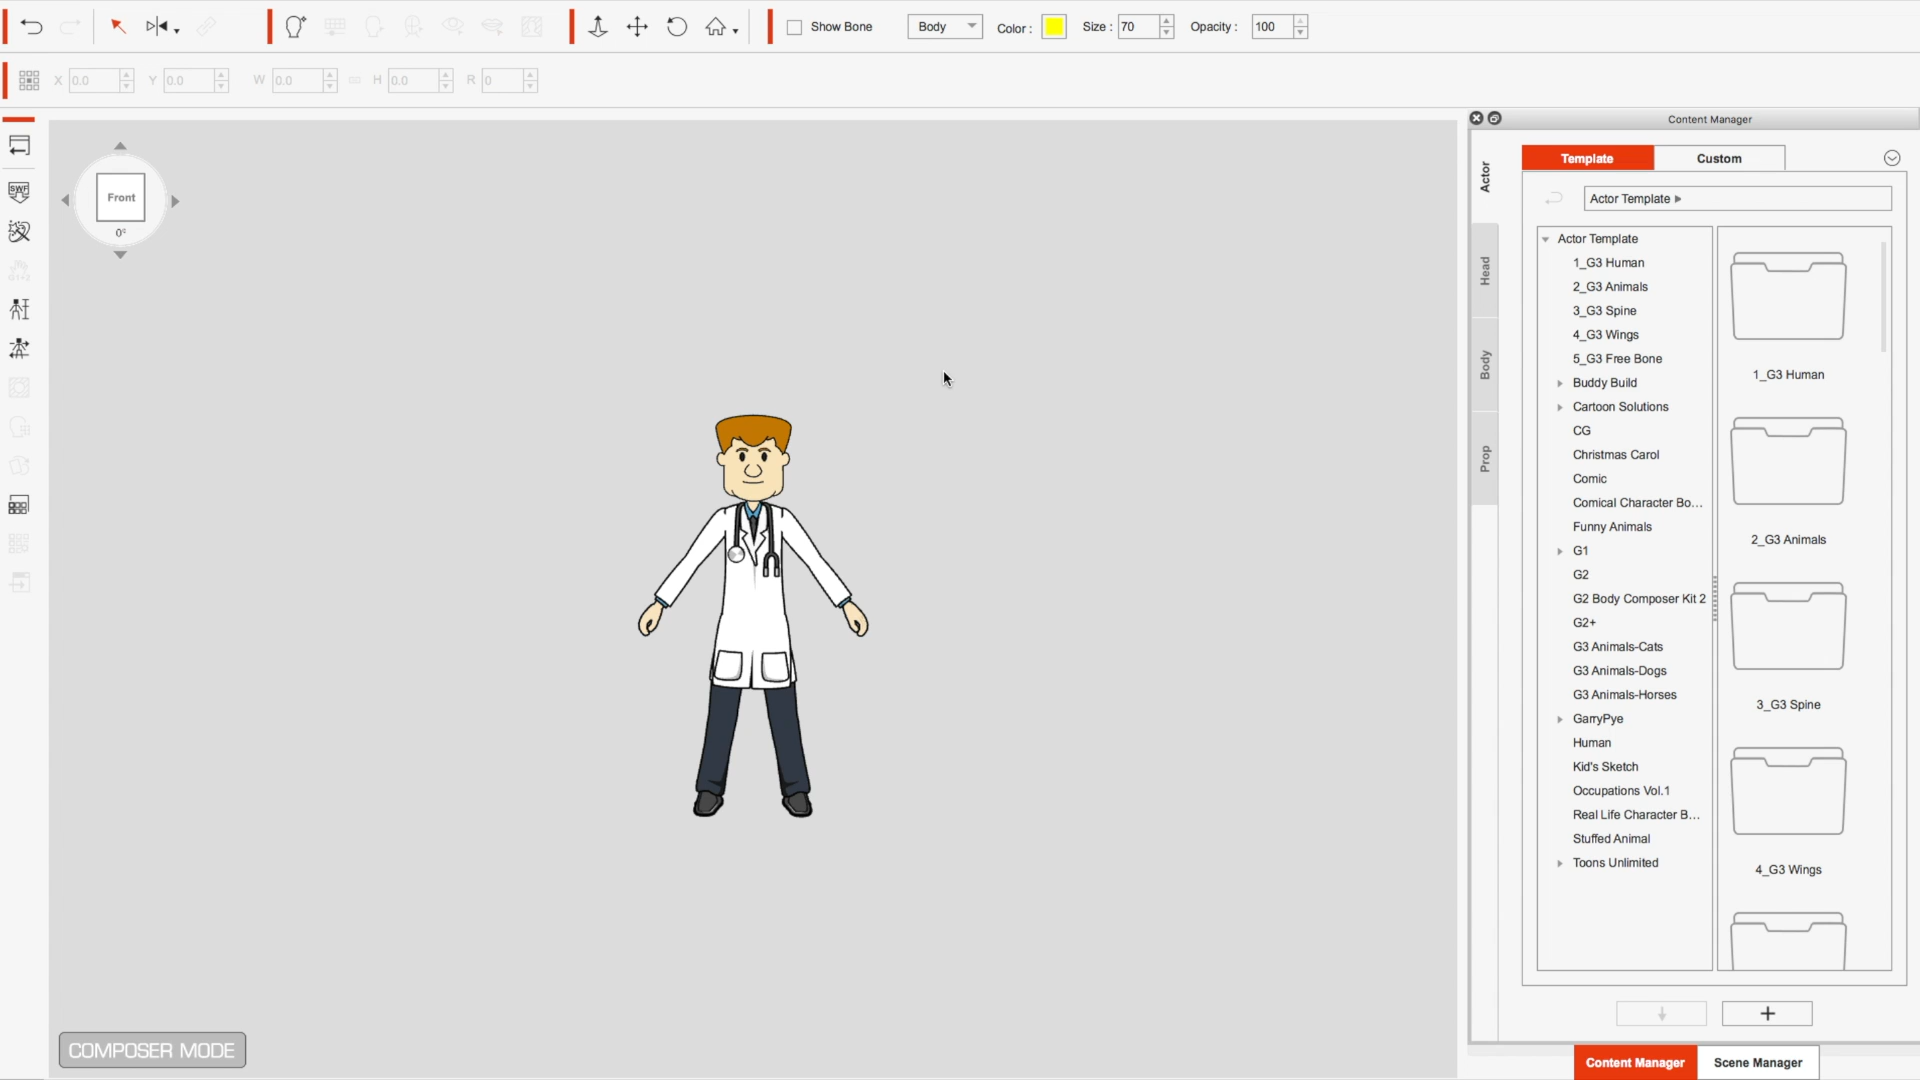 Show Bone
Body
Color :
Size : 70
Opacity : 100
X 0.0
Y 0.0
W 0.0
H 0.0
R 0
Content Manager
SWF
Front
0°
Actor
Head
Body
Prop
Template
Custom
Actor Template
Actor Template
1_G3 Human
2_G3 Animals
3_G3 Spine
4_G3 Wings
5_G3 Free Bone
Buddy Build
Cartoon Solutions
CG
Christmas Carol
Comic
Comical Character Bo...
Funny Animals
G1
G2
G2 Body Composer Kit 2
G2+
G3 Animals-Cats
G3 Animals-Dogs
G3 Animals-Horses
GarryPye
Human
Kid's Sketch
Occupations Vol.1
Real Life Character B...
Stuffed Animal
Toons Unlimited
1_G3 Human
2_G3 Animals
3_G3 Spine
4_G3 Wings
COMPOSER MODE
Content Manager
Scene Manager